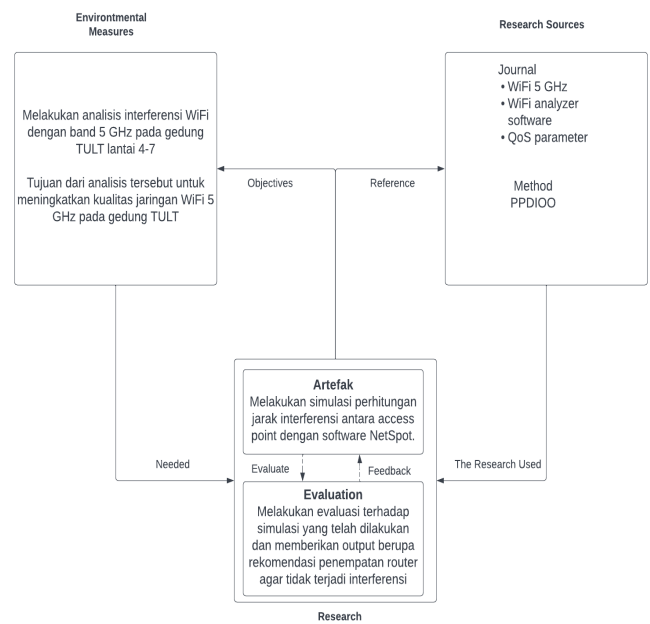 Environtmental
Measures
Research Sources
Melakukan analisis interferensi WiFi
dengan band 5 GHz pada gedung
TULT lantai 4-7
Tujuan dari analisis tersebut untuk
meningkatkan kualitas jaringan WiFi 5
GHz pada gedung TULT
Journal
• WiFi 5 GHz
• WiFi analyzer
software
• QoS parameter
Method
PPDIOO
Objectives
Reference
Artefak
Melakukan simulasi perhitungan
jarak interferensi antara access
point dengan software NetSpot.
Needed
Evaluate
Feedback
The Research Used
Evaluation
Melakukan evaluasi terhadap
simulasi yang telah dilakukan
dan memberikan output berupa
rekomendasi penempatan router
agar tidak terjadi interferensi
Research